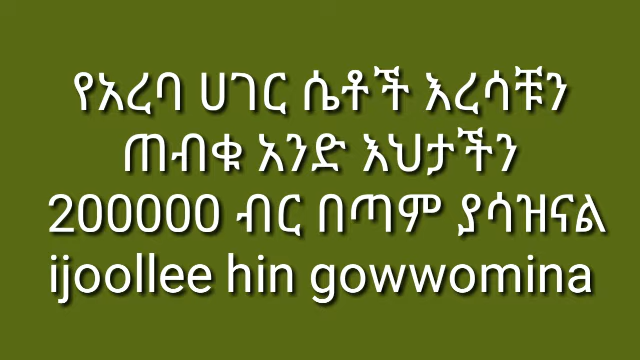 የአረባ ሀገር ሴቶች እረሳቹን
ጠብቁ አንድ እህታችን
200000 ብር በጣም ያሳዝናል
ijoollee hin gowwomina